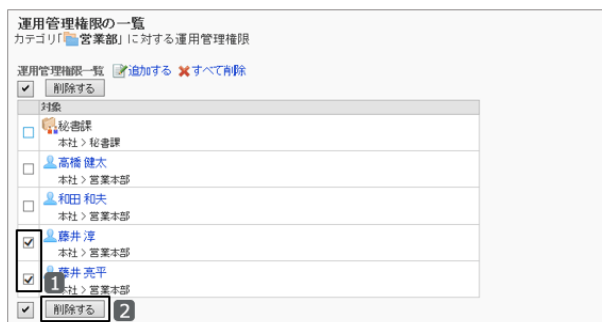 運用管理権限の一覧
カテゴリ「営業部」に対する運用管理権限
運用管理権限一覧 追加する すべて削除
削除する
対象
秘書課
本社 > 秘書課
高橋 健太
本社 > 営業本部
和田 和夫
本社 > 営業本部
藤井 淳
本社 > 営業本部
藤井 亮平
1 本社 > 営業本部
削除する 2